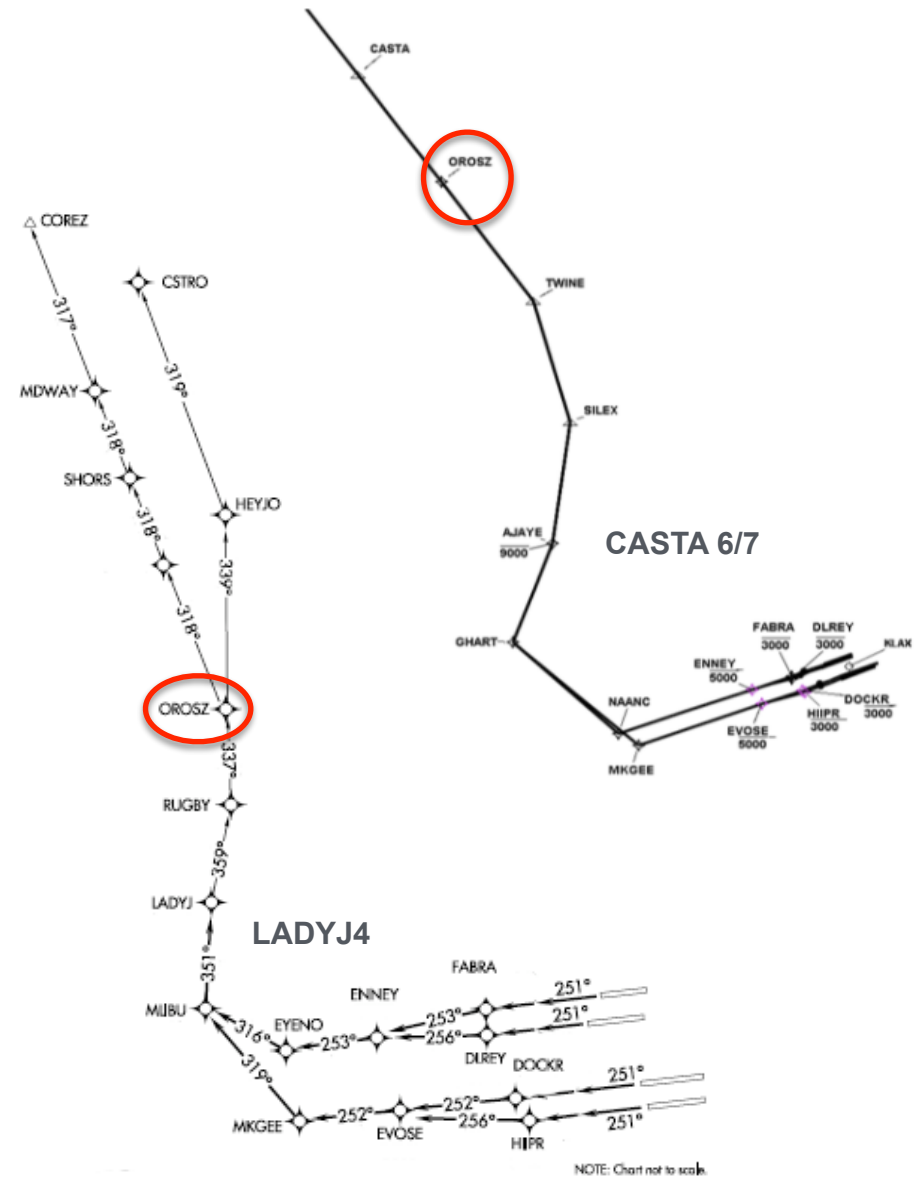 CASTA
OROSZ
TWINE
SILEX
AJAYE
9000
CASTA 6/7
GHART
FABRA
3000
DLREY
3000
KLAX
ENNEY
5000
NAANC
MKGEE
EVOSE
5000
HIIPR
3000
DOCKR
3000
COREZ
CSTRO
317°
319°
MDWAY
318°
SHORS
HEYJO
318°
339°
318°
OROSZ
337°
RUGBY
359°
LADYJ
LADYJ4
351°
FABRA
ENNEY
251°
MLIBU
EYENO
253°
251°
316°
253°
256°
DLREY
DOCKR
319°
251°
252°
252°
MKGEE
256°
251°
EVOSE
HIIPR
NOTE: Chart not to scale.